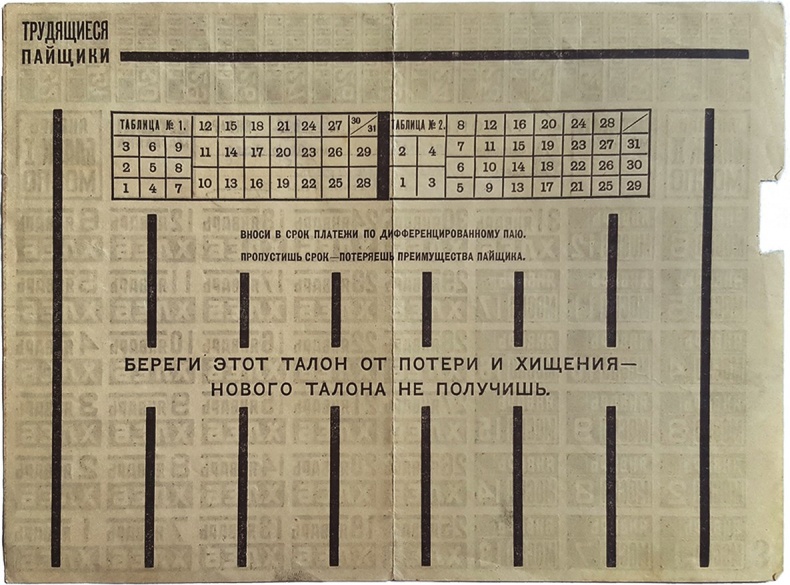 ТРУДЯЩИЕСЯ
ПАЙЩИКИ
ТАБЛИЦА № 1. 12 15 18 21 24 27 30/31 ТАБЛИЦА № 2. 8 12 16 20 24 28
3 6 9 11 14 17 20 23 26 29 2 4 7 11 15 19 23 27 31
2 5 8 6 10 14 18 22 26 30
1 4 7 10 13 16 19 22 25 28 1 3 5 9 13 17 21 25 29
ВНОСИ В СРОК ПЛАТЕЖИ ПО ДИФФЕРЕНЦИРОВАННОМУ ПАЮ.
ПРОПУСТИШЬ СРОК—ПОТЕРЯЕШЬ ПРЕИМУЩЕСТВА ПАЙЩИКА.
БЕРЕГИ ЭТОТ ТАЛОН ОТ ПОТЕРИ И ХИЩЕНИЯ—
НОВОГО ТАЛОНА НЕ ПОЛУЧИШЬ.